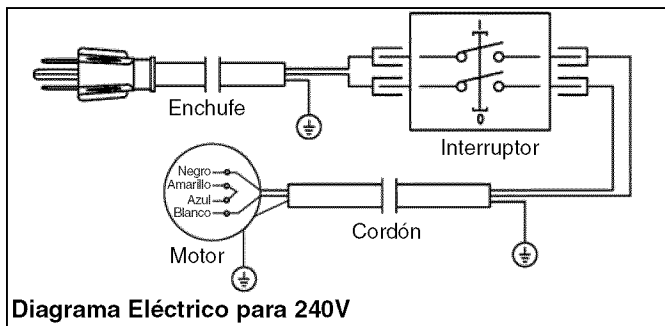 Enchufe
I
0
Interruptor
Negro
Amarillo
Azul
Blanco
Motor
Cordón
Diagrama Eléctrico para 240V